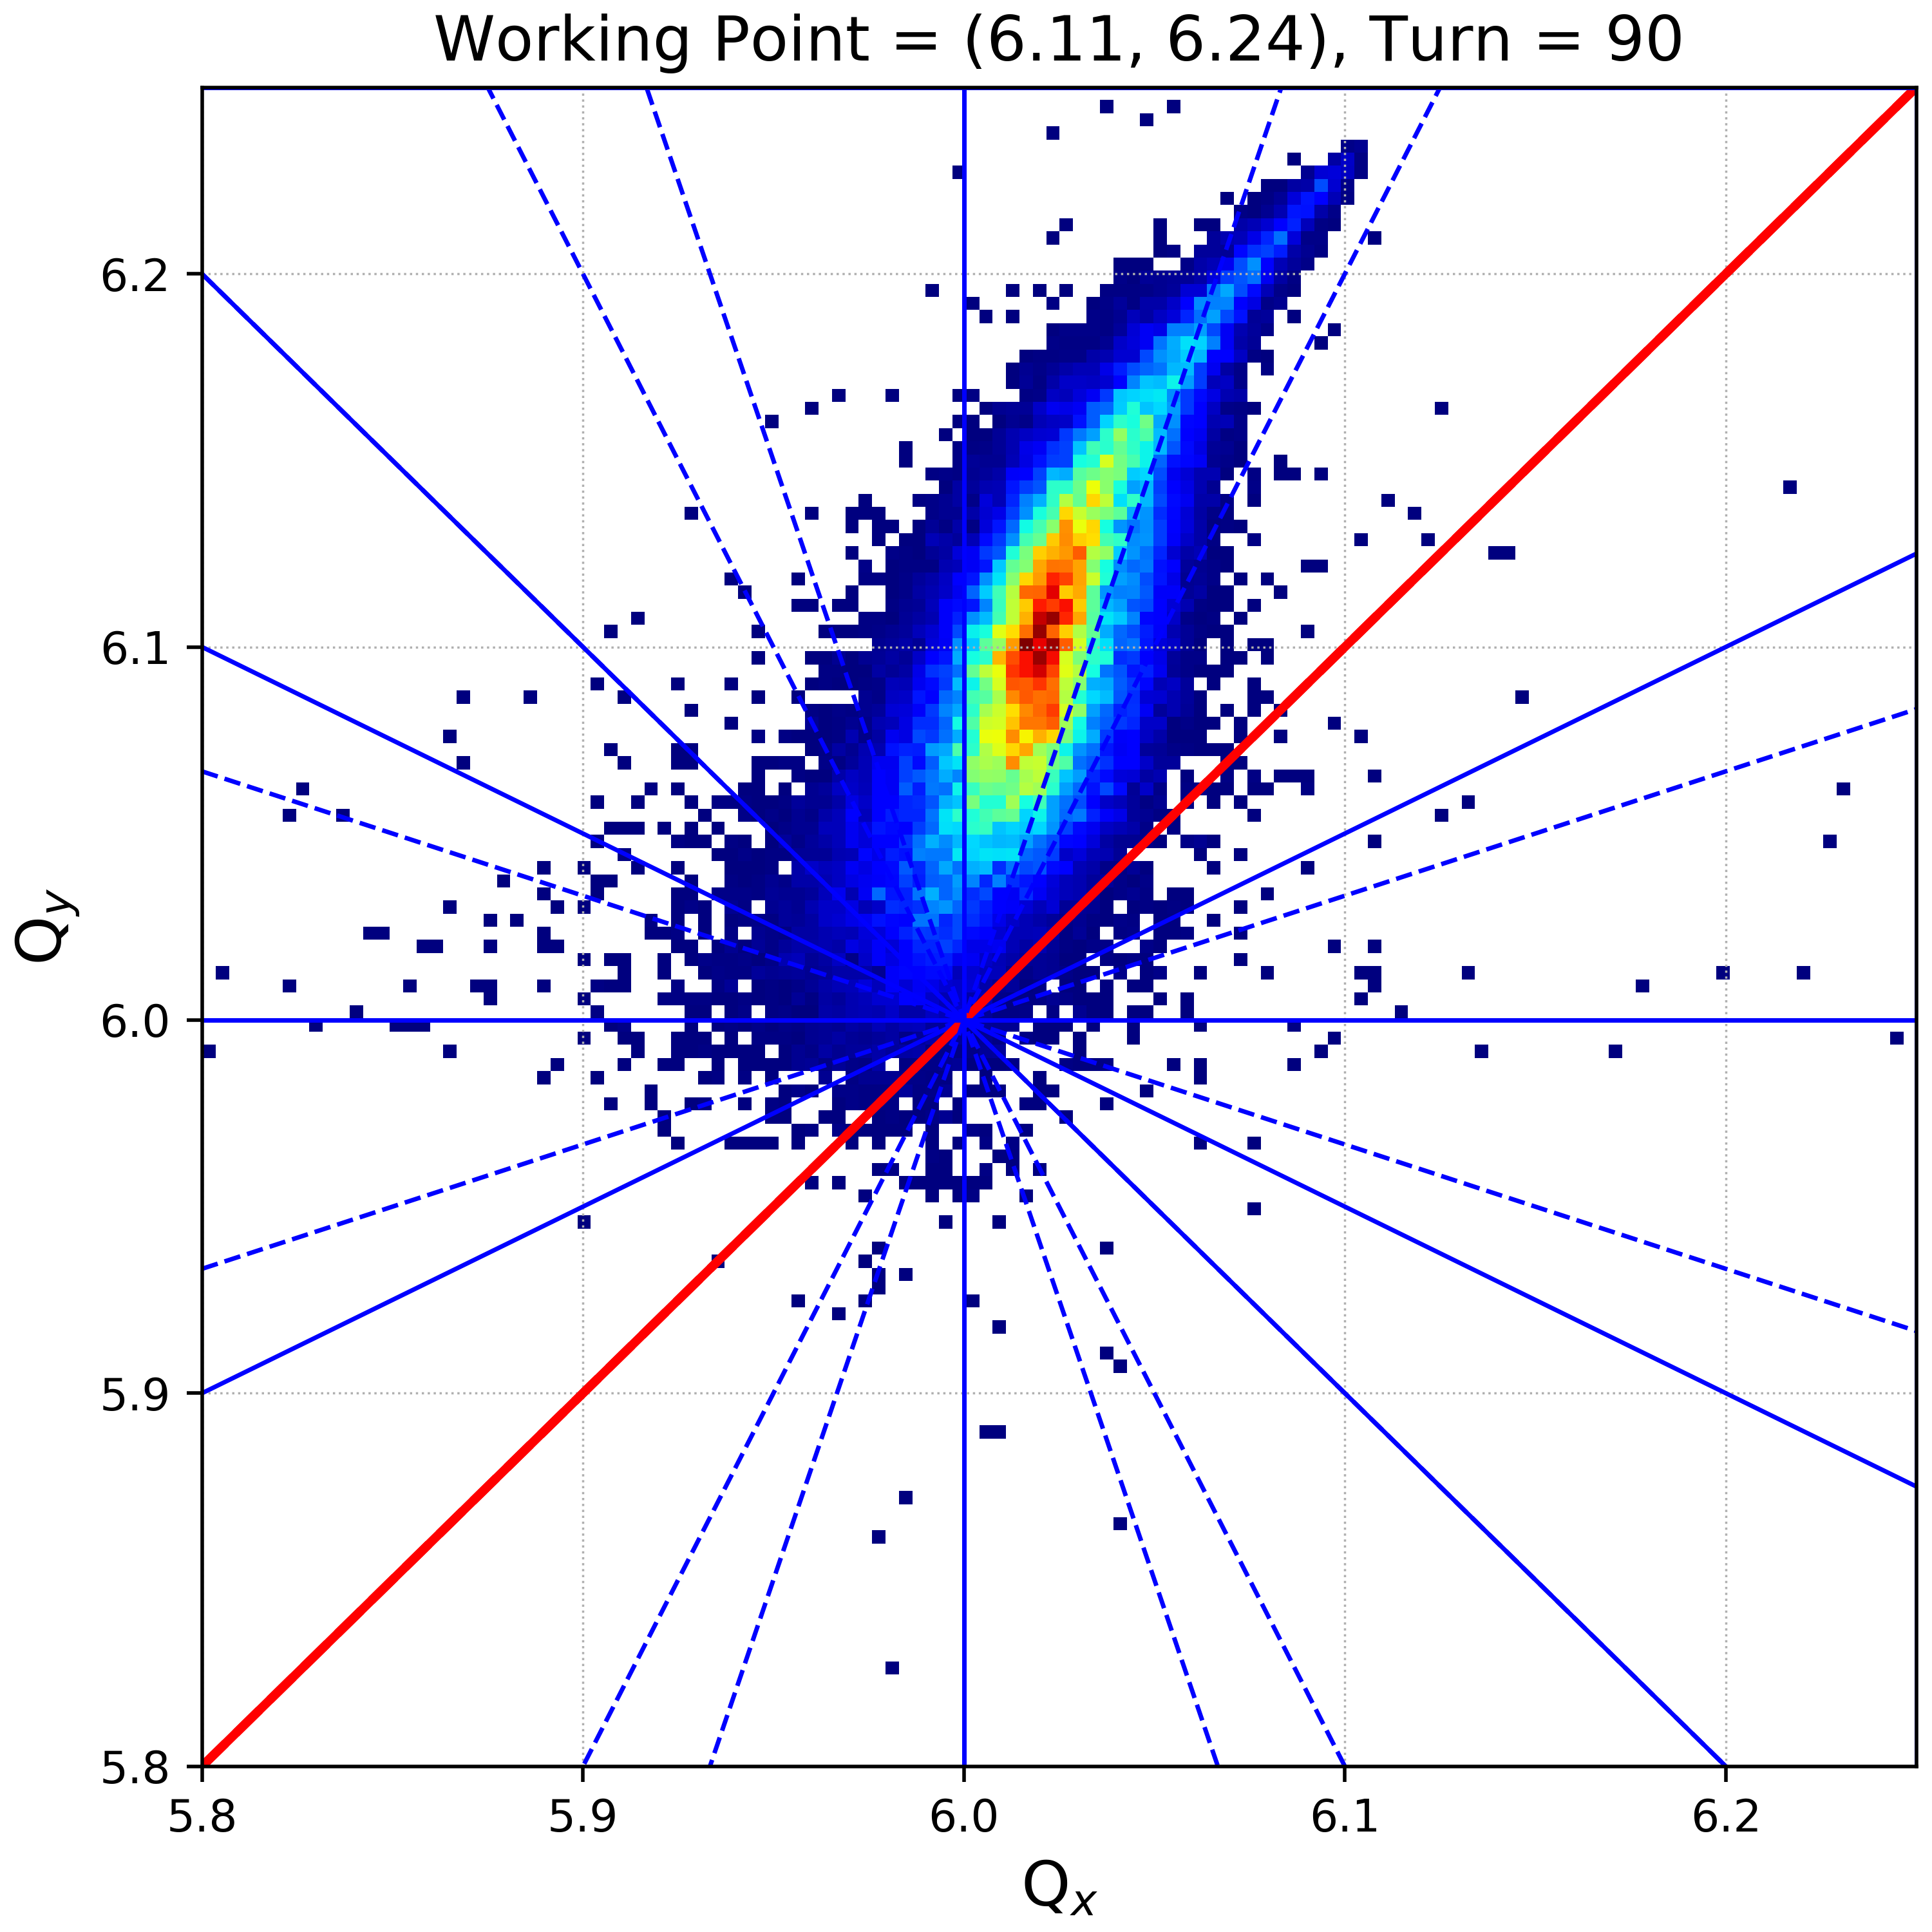 Working Point = (6.11, 6.24), Turn = 90
6.2
6.1
6.0
5.9
5.8
Qy
5.8 5.9 6.0 6.1 6.2
Qx